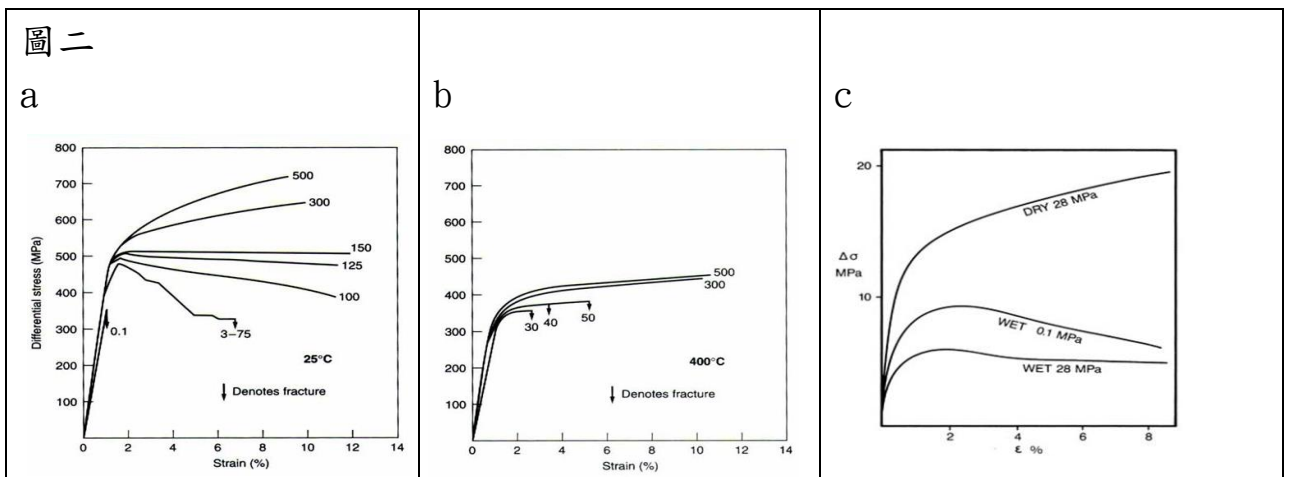 圖二
a
800
700
600
500
400
300
200
100
Differential stress (MPa)
500
300
150
125
100
3–75
0.1
25°C
Denotes fracture
0 2 4 6 8 10 12 14
Strain (%)
b
800
700
600
500
400
300
200
100
500
300
30 40 50
400°C
Denotes fracture
0 2 4 6 8 10 12 14
Strain (%)
c
20
Δσ
MPa
10
DRY 28 MPa
WET 0.1 MPa
WET 28 MPa
2 4 6 8
ε %